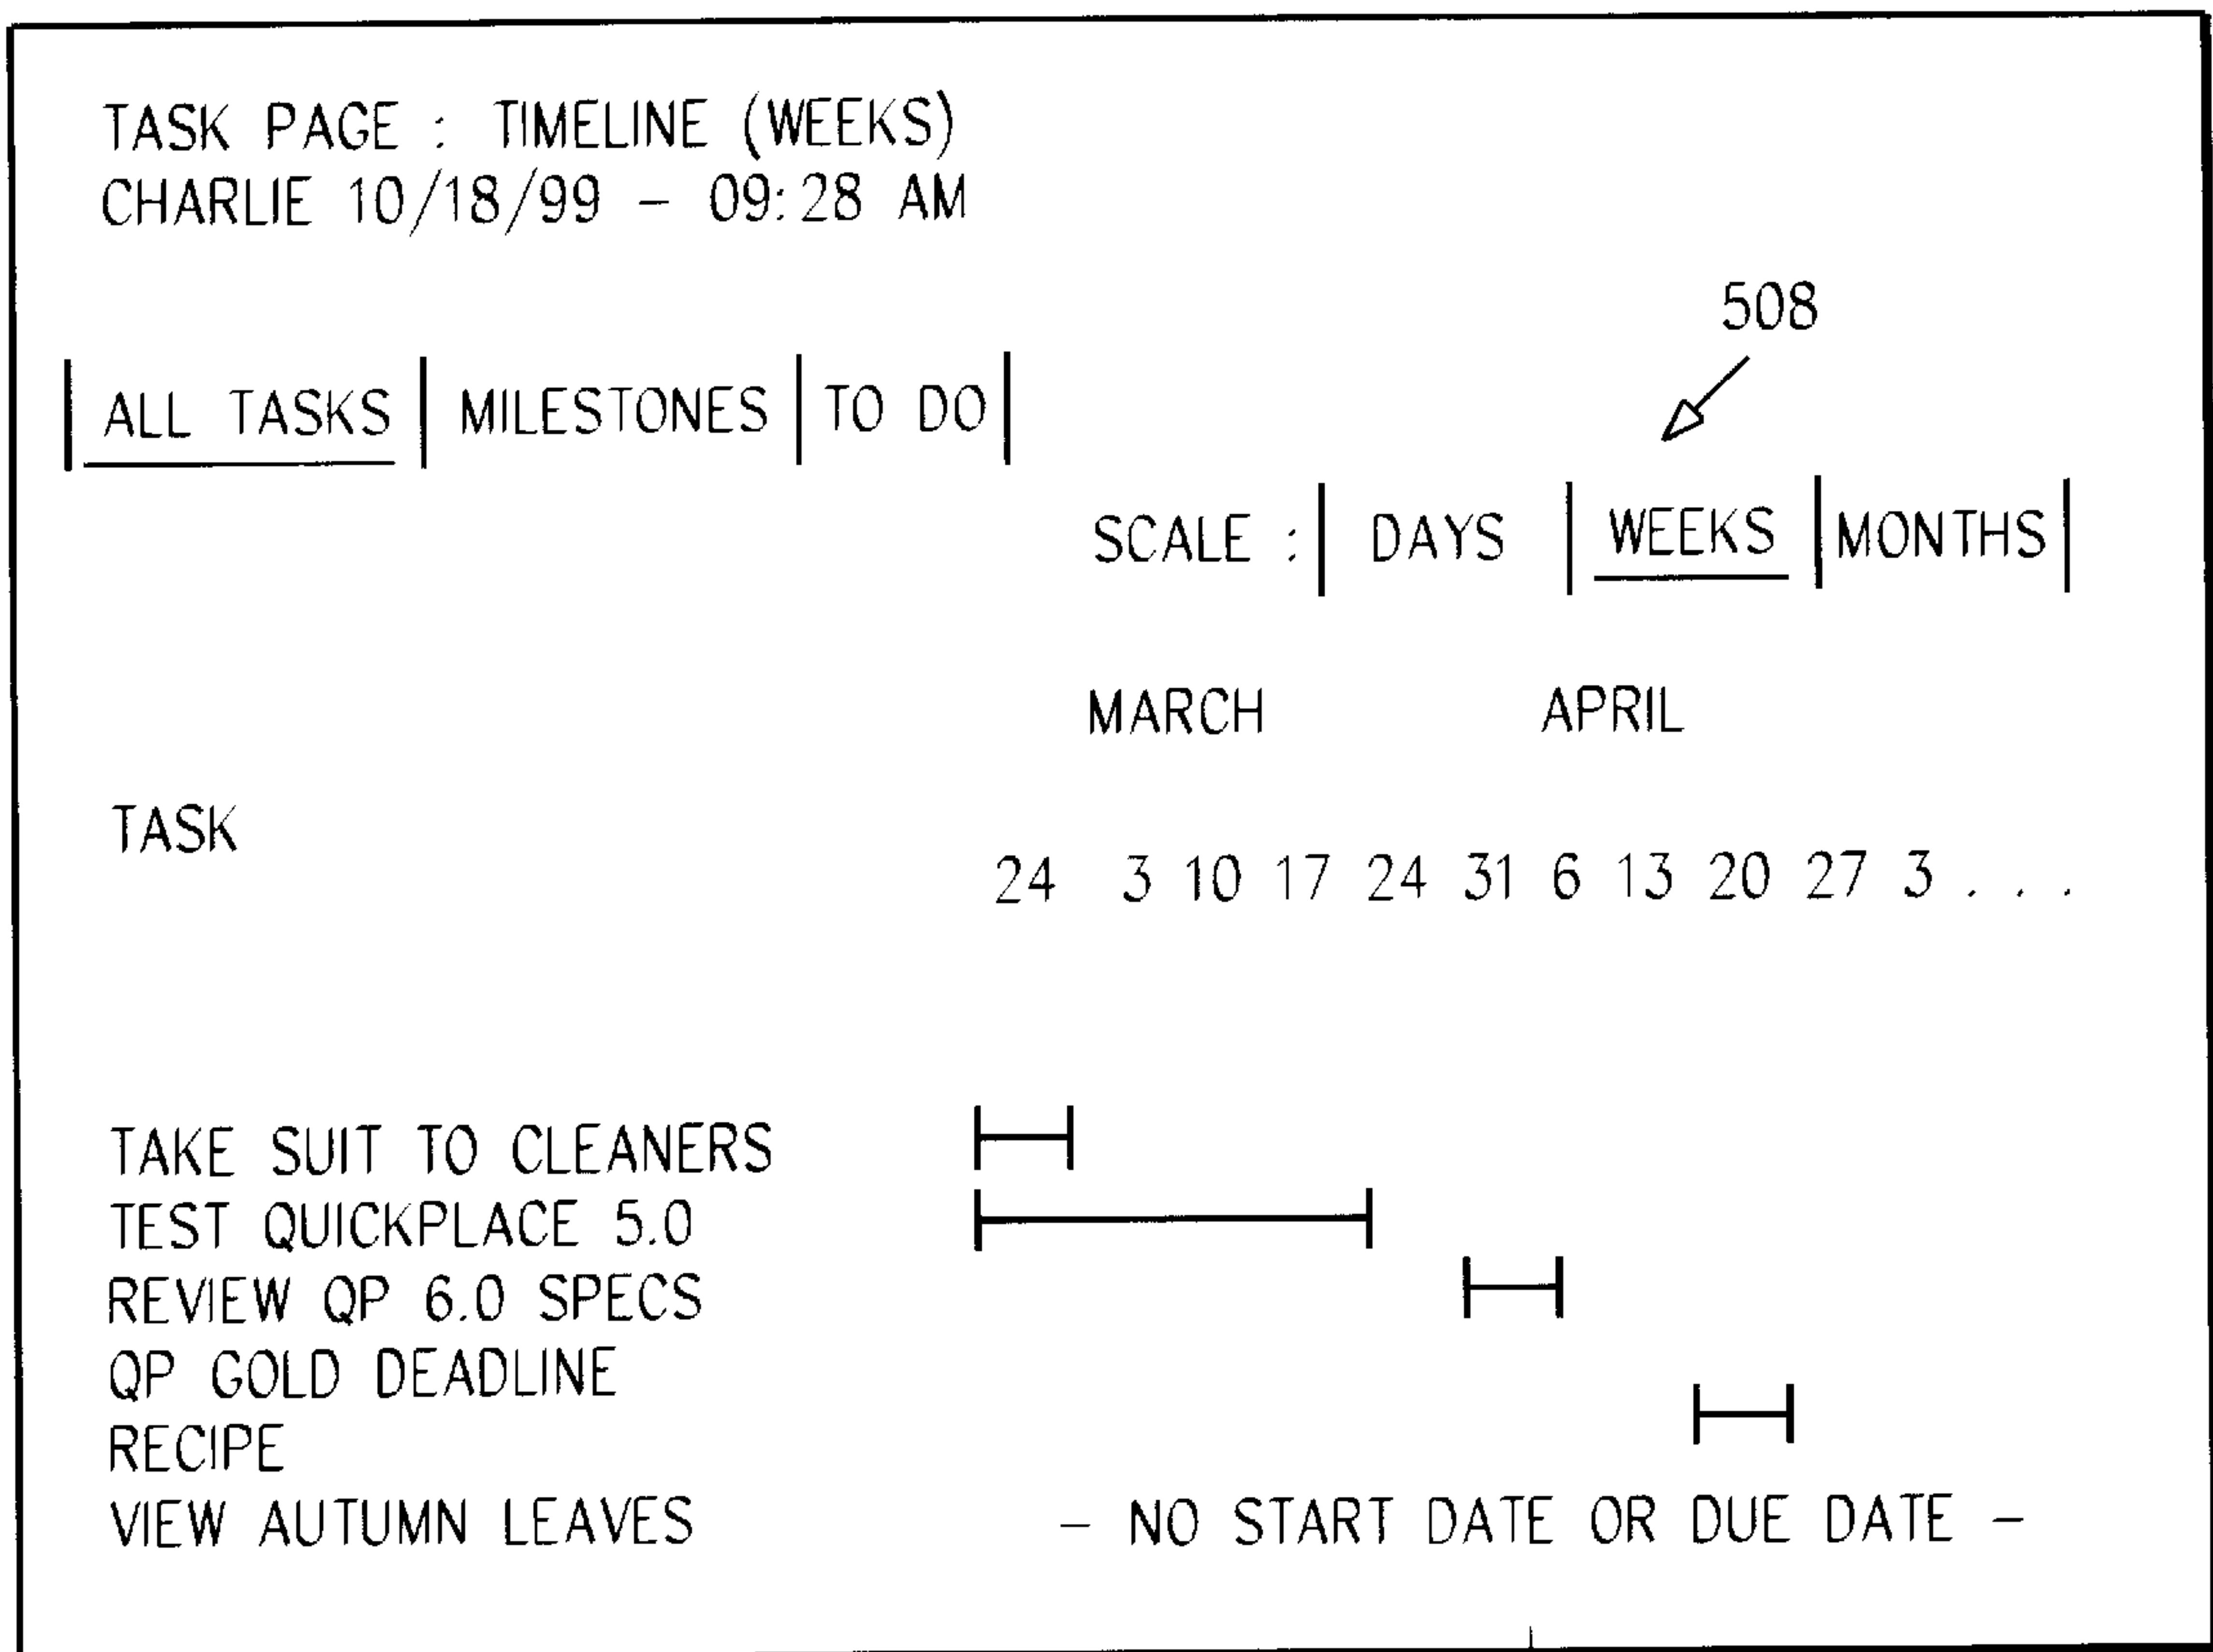 TASK PAGE : TIMELINE (WEEKS)
CHARLIE 10/18/99 – 09:28 AM
508
ALL TASKS | MILESTONES | TO DO
SCALE : | DAYS | WEEKS | MONTHS
MARCH APRIL
TASK
24 3 10 17 24 31 6 13 20 27 3 . . .
TAKE SUIT TO CLEANERS
TEST QUICKPLACE 5.0
REVIEW QP 6.0 SPECS
QP GOLD DEADLINE
RECIPE
VIEW AUTUMN LEAVES – NO START DATE OR DUE DATE –